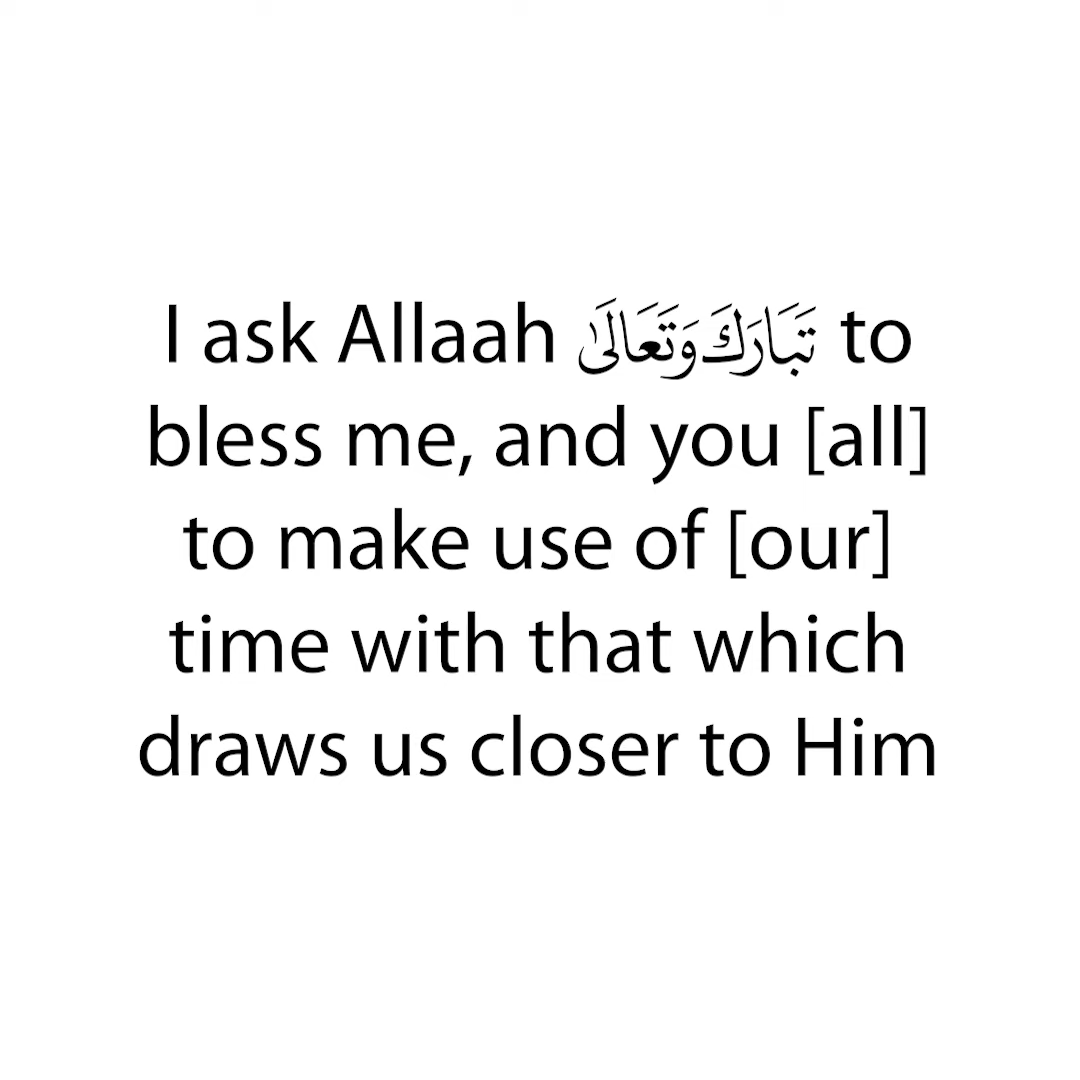 I ask Allaah تَبَارَكَ وَتَعَالَىٰ to
bless me, and you [all]
to make use of [our]
time with that which
draws us closer to Him